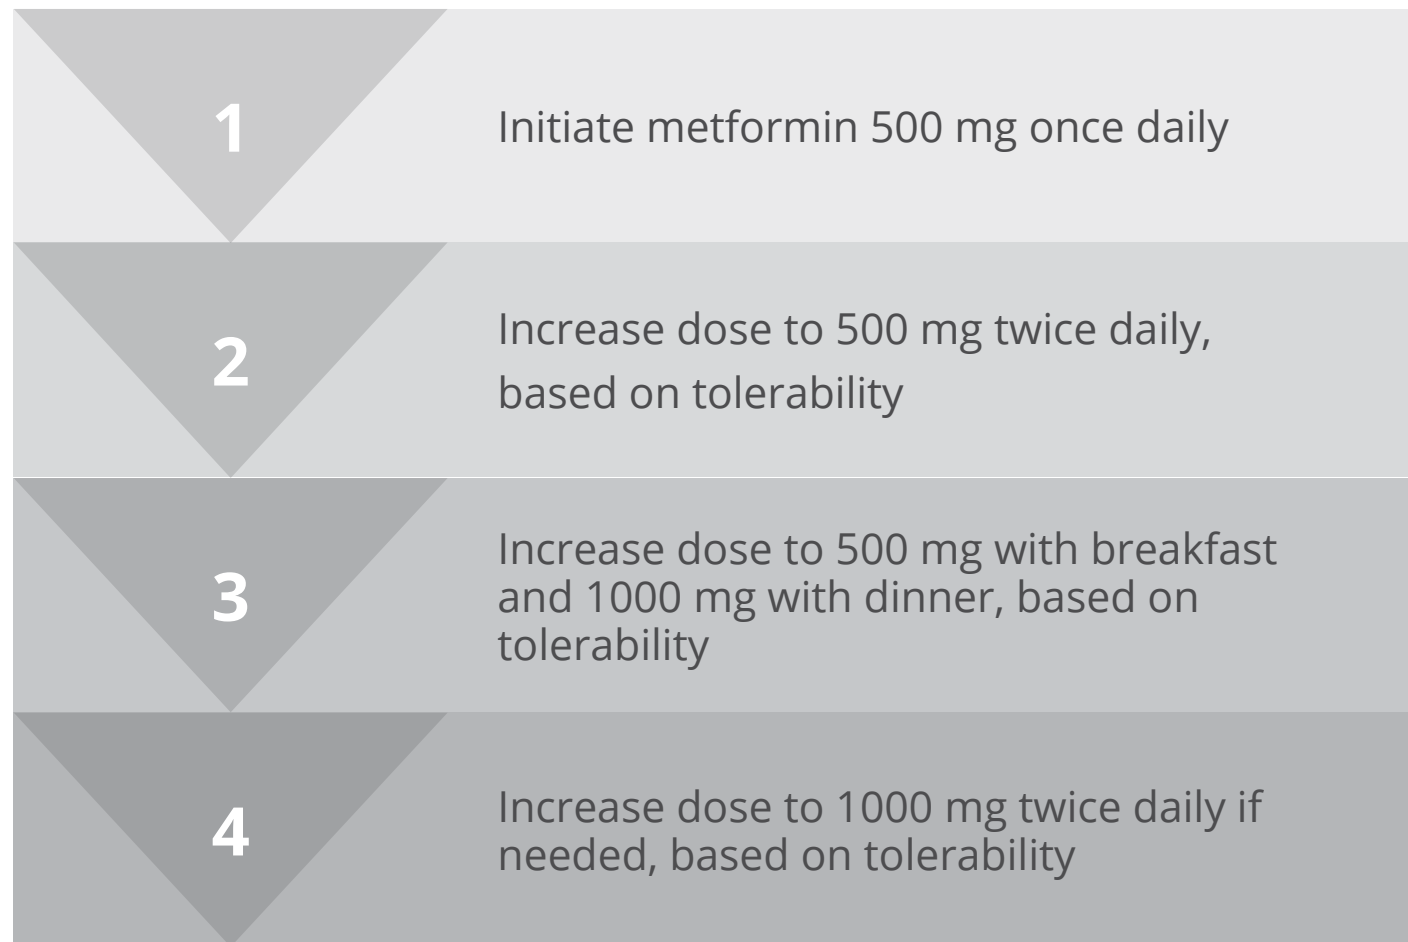 1
Initiate metformin 500 mg once daily
2
Increase dose to 500 mg twice daily,
based on tolerability
3
Increase dose to 500 mg with breakfast
and 1000 mg with dinner, based on
tolerability
4
Increase dose to 1000 mg twice daily if
needed, based on tolerability